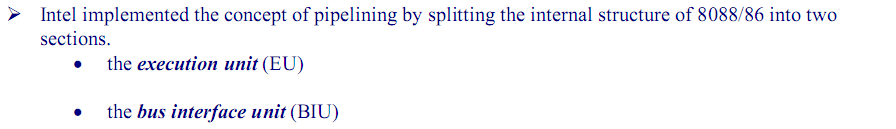 ➢ Intel implemented the concept of pipelining by splitting the internal structure of 8088/86 into two
sections.
• the execution unit (EU)
• the bus interface unit (BIU)